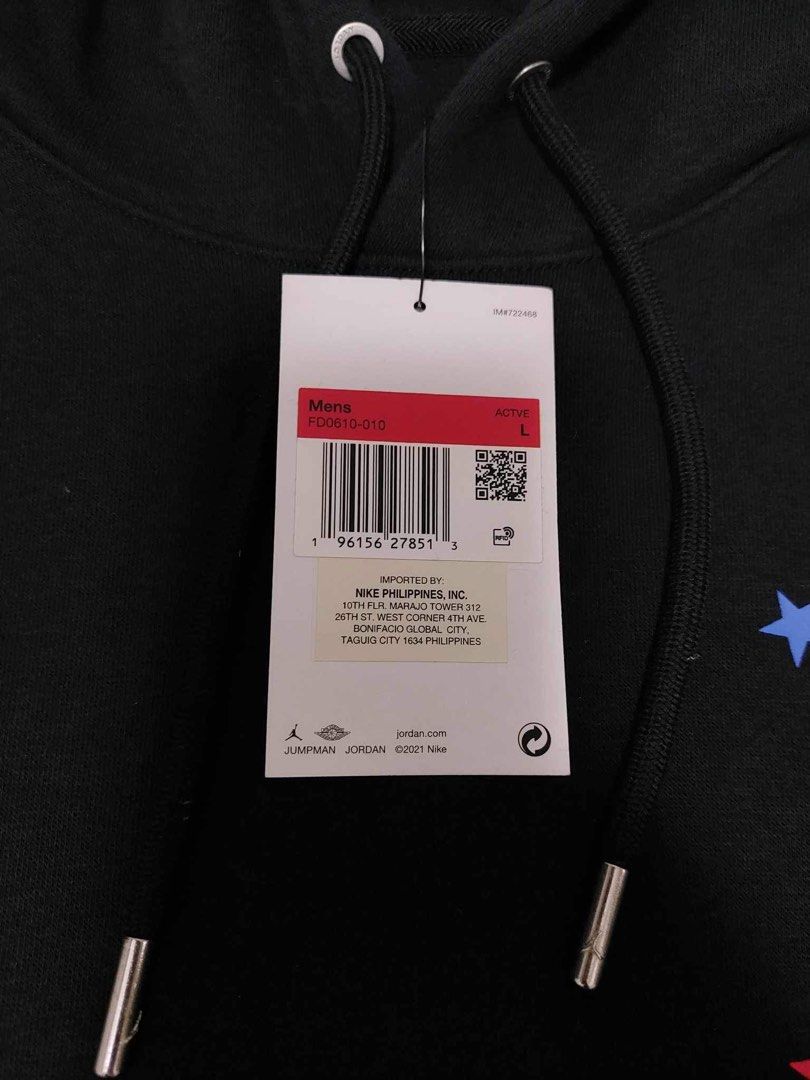 IM#722468
Mens
ACTVE
FD0610-010
L
RFID
1 96156 27851 3
IMPORTED BY:
NIKE PHILIPPINES, INC.
10TH FLR. MARAJO TOWER 312
26TH ST. WEST CORNER 4TH AVE.
BONIFACIO GLOBAL CITY,
TAGUIG CITY 1634 PHILIPPINES
jordan.com
JUMPMAN JORDAN ©2021 Nike